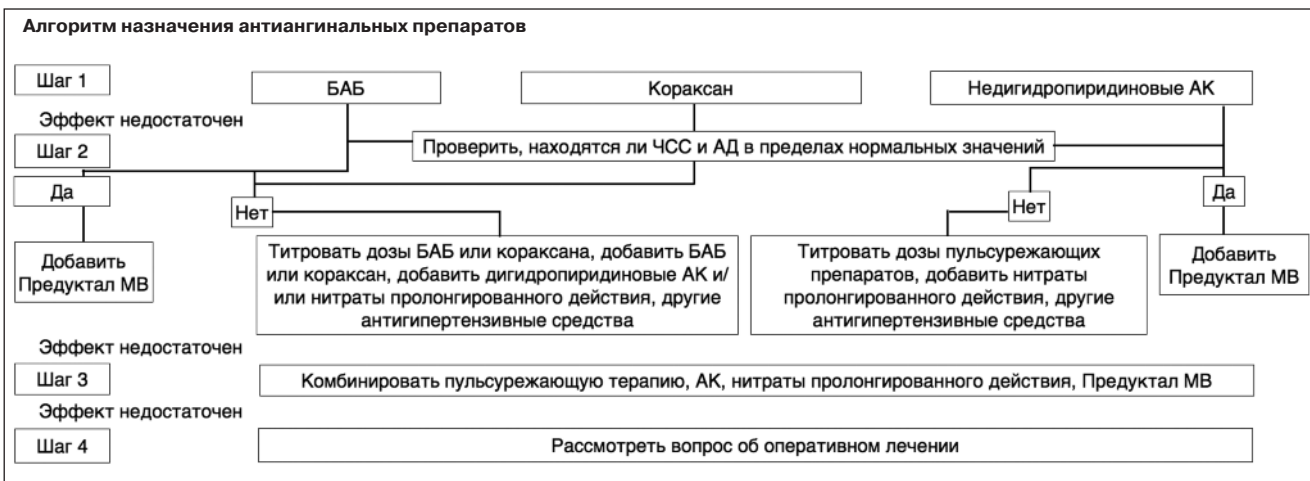 Алгоритм назначения антиангинальных препаратов
Шаг 1
БАБ
Кораксан
Недигидропиридиновые АК
Эффект недостаточен
Шаг 2
Проверить, находятся ли ЧСС и АД в пределах нормальных значений
Да
Нет
Нет
Да
Добавить
Предуктал МВ
Титровать дозы БАБ или кораксана, добавить БАБ
или кораксан, добавить дигидропиридиновые АК и/
или нитраты пролонгированного действия, другие
антигипертензивные средства
Титровать дозы пульсурежающих
препаратов, добавить нитраты
пролонгированного действия, другие
антигипертензивные средства
Добавить
Предуктал МВ
Эффект недостаточен
Шаг 3
Комбинировать пульсурежающую терапию, АК, нитраты пролонгированного действия, Предуктал МВ
Эффект недостаточен
Шаг 4
Рассмотреть вопрос об оперативном лечении